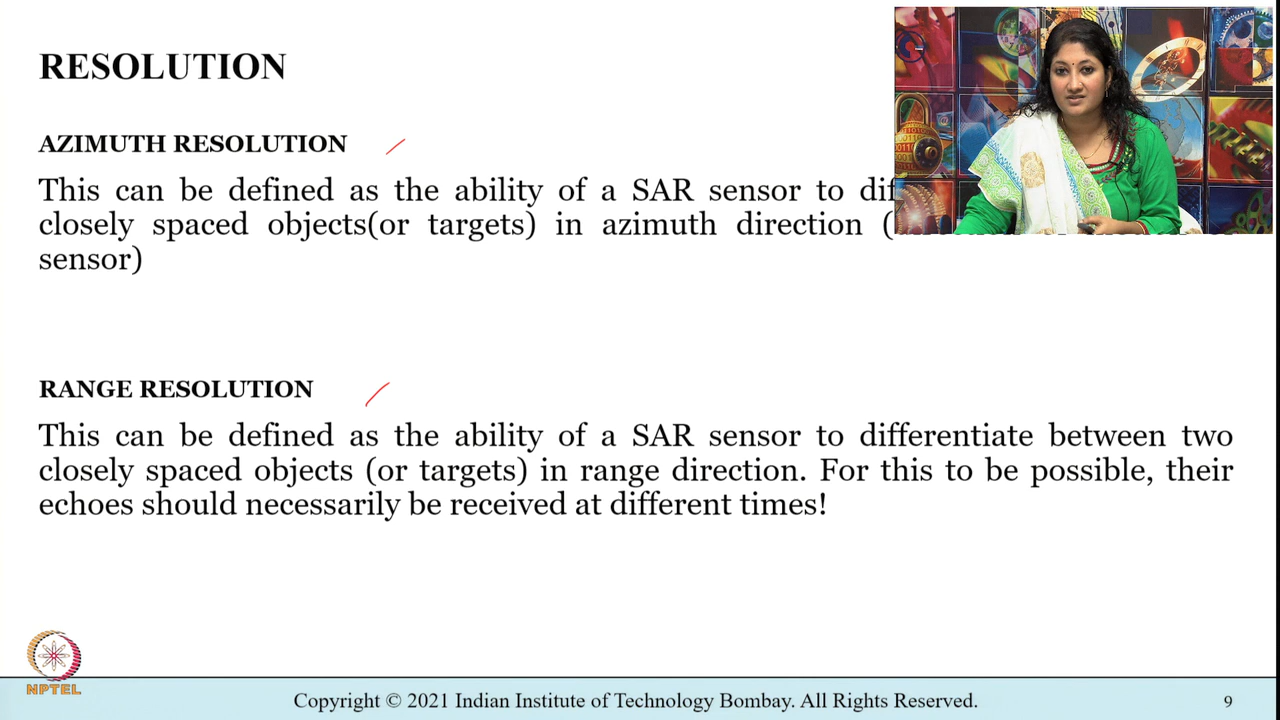 RESOLUTION
AZIMUTH RESOLUTION
This can be defined as the ability of a SAR sensor to
closely spaced objects(or targets) in azimuth direction (
sensor)
RANGE RESOLUTION
This can be defined as the ability of a SAR sensor to differentiate between two
closely spaced objects (or targets) in range direction. For this to be possible, their
echoes should necessarily be received at different times!
NPTEL
Copyright © 2021 Indian Institute of Technology Bombay. All Rights Reserved.
9